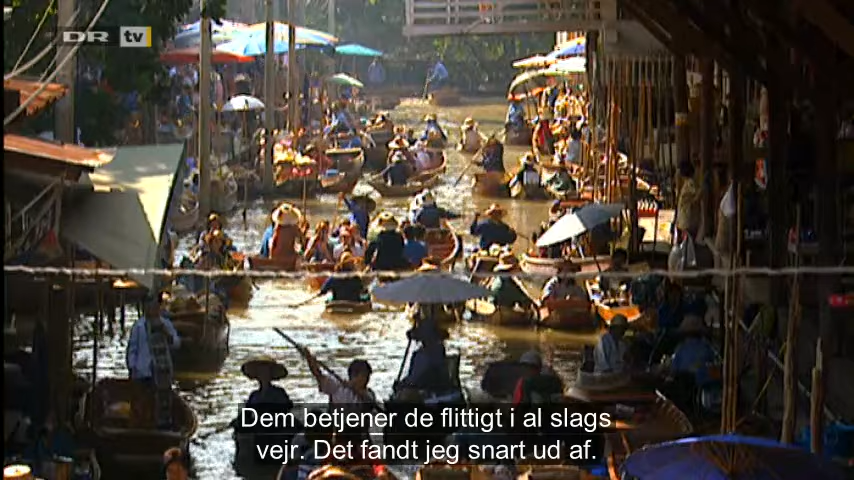 DR tv
Dem betjener de flittigt i al slags
vejr. Det fandt jeg snart ud af.